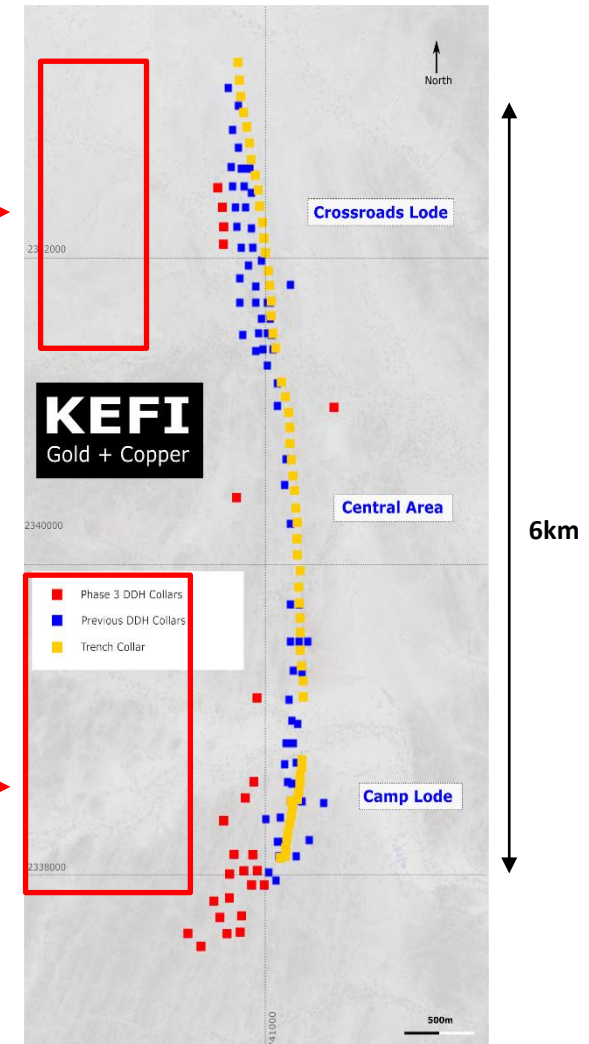 North
Crossroads Lode
2342000
KEFI
Gold + Copper
Central Area
2340000
6km
Phase 3 DDH Collars
Previous DDH Collars
Trench Collar
Camp Lode
2338000
500m